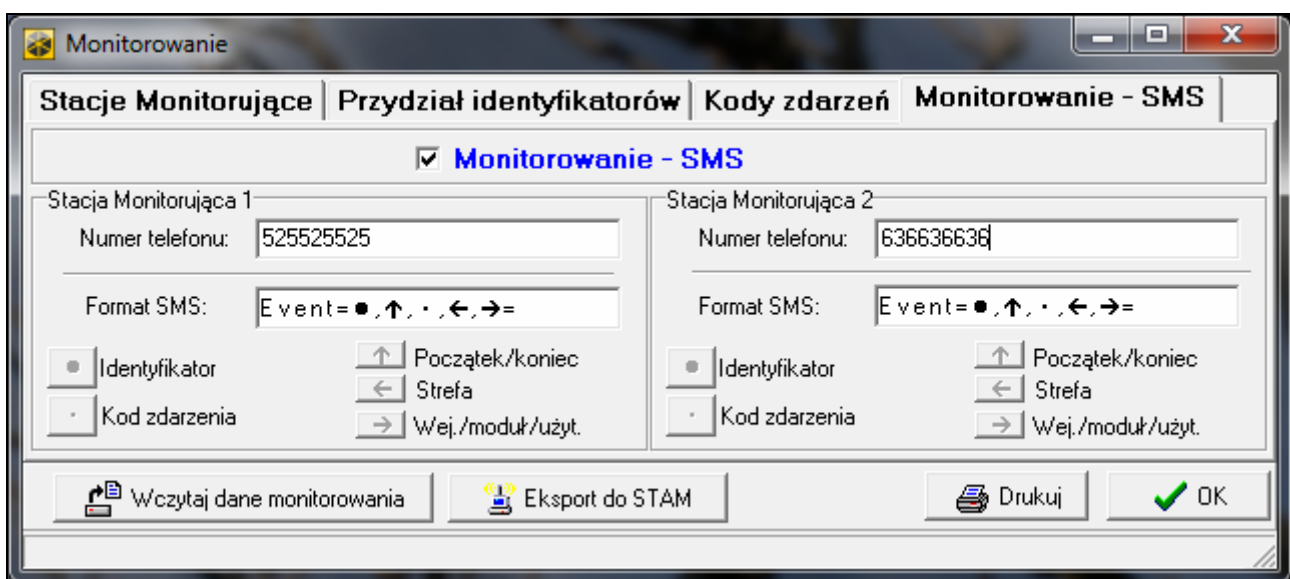 Monitorowanie
Stacje Monitorujące Przydział identyfikatorów Kody zdarzeń Monitorowanie - SMS
Monitorowanie - SMS
Stacja Monitorująca 1
Numer telefonu: 525525525
Format SMS: Event=●,↑,·,←,→=
Identyfikator
Kod zdarzenia
Początek/koniec
Strefa
Wej./moduł/użyt.
Stacja Monitorująca 2
Numer telefonu: 636636636
Format SMS: Event=●,↑,·,←,→=
Identyfikator
Kod zdarzenia
Początek/koniec
Strefa
Wej./moduł/użyt.
Wczytaj dane monitorowania Eksport do STAM Drukuj OK